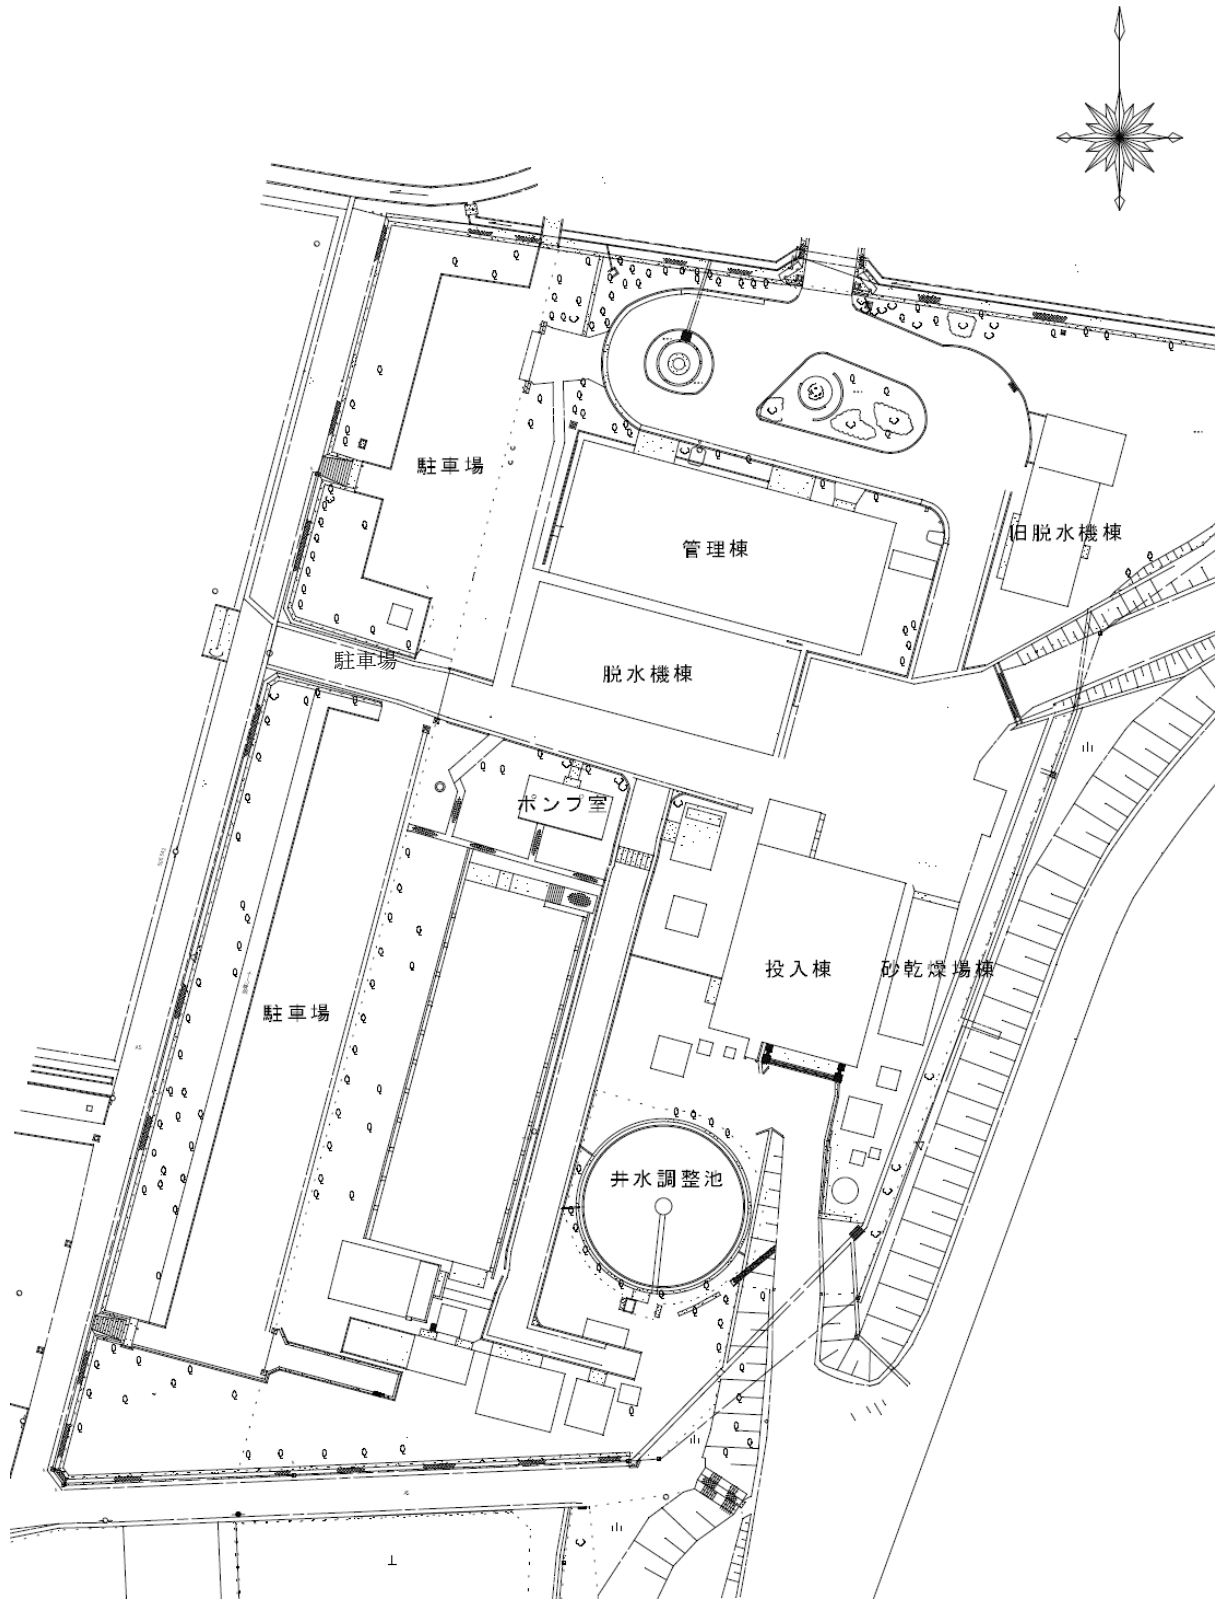 駐車場
旧脱水機棟
管理棟
駐車場
脱水機棟
ポンプ室
投入棟
砂乾燥場棟
駐車場
井水調整池